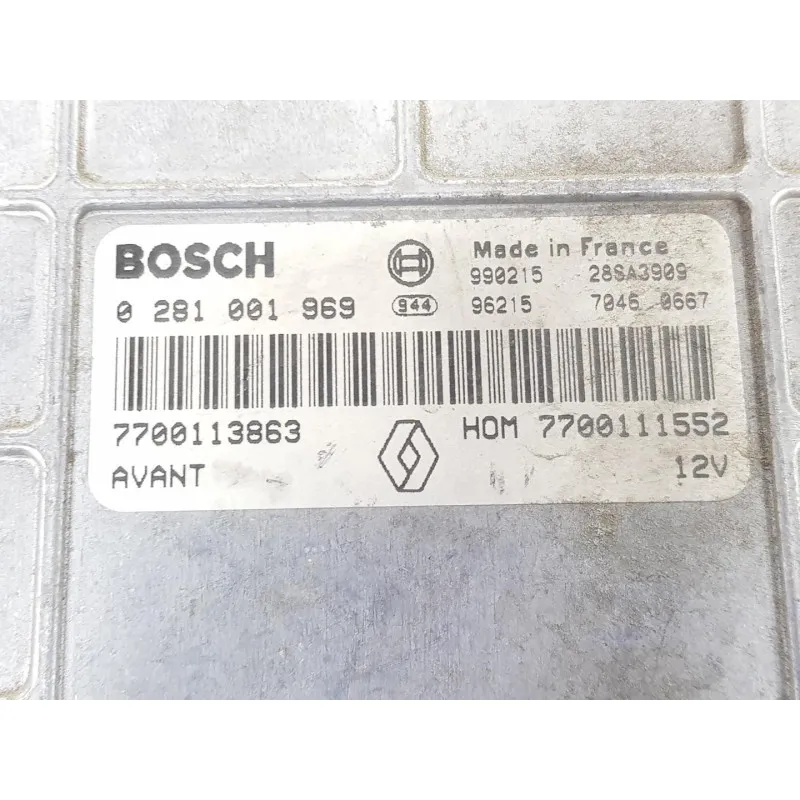 BOSCH Made in France
990215 28SA3909
0 281 001 969 944 96215 7046 0667
7700113863 HOM 7700111552
AVANT 12V